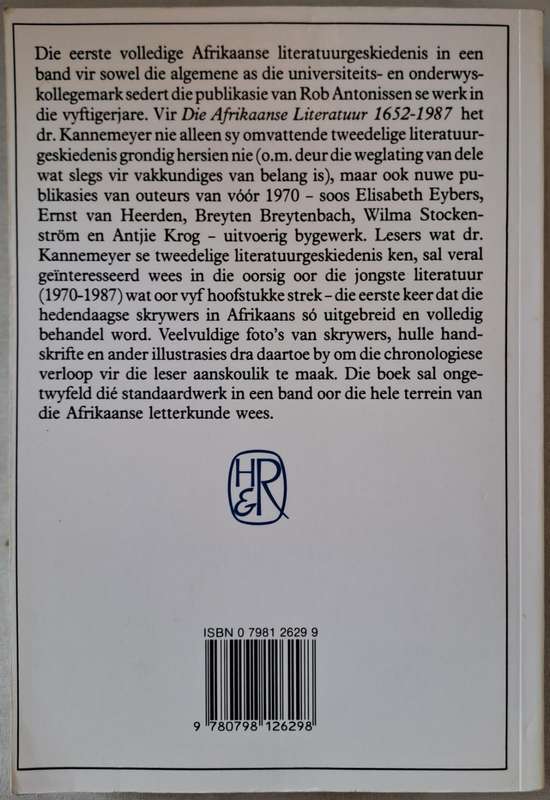 Die eerste volledige Afrikaanse literatuurgeskiedenis in een
band vir sowel die algemene as die universiteits- en onderwys-
kollegemark sedert die publikasie van Rob Antonissen se werk in
die vyftigerjare. Vir Die Afrikaanse Literatuur 1652-1987 het
dr. Kannemeyer nie alleen sy omvattende tweedelige literatuur-
geskiedenis grondig hersien nie (o.m. deur die weglating van dele
wat slegs vir vakkundiges van belang is), maar ook nuwe pu-
blikasies van outeurs van vóór 1970 – soos Elisabeth Eybers,
Ernst van Heerden, Breyten Breytenbach, Wilma Stocken-
ström en Antjie Krog – uitvoerig bygewerk. Lesers wat dr.
Kannemeyer se tweedelige literatuurgeskiedenis ken, sal veral
geïnteresseerd wees in die oorsig oor die jongste literatuur
(1970-1987) wat oor vyf hoofstukke strek – die eerste keer dat die
hedendaagse skrywers in Afrikaans só uitgebreid en volledig
behandel word. Veelvuldige foto's van skrywers, hulle hand-
skrifte en ander illustrasies dra daartoe by om die chronologiese
verloop vir die leser aanskoulik te maak. Die boek sal onge-
twyfeld dié standaardwerk in een band oor die hele terrein van
die Afrikaanse letterkunde wees.
H&R
ISBN 0 7981 2629 9
9 780798 126298